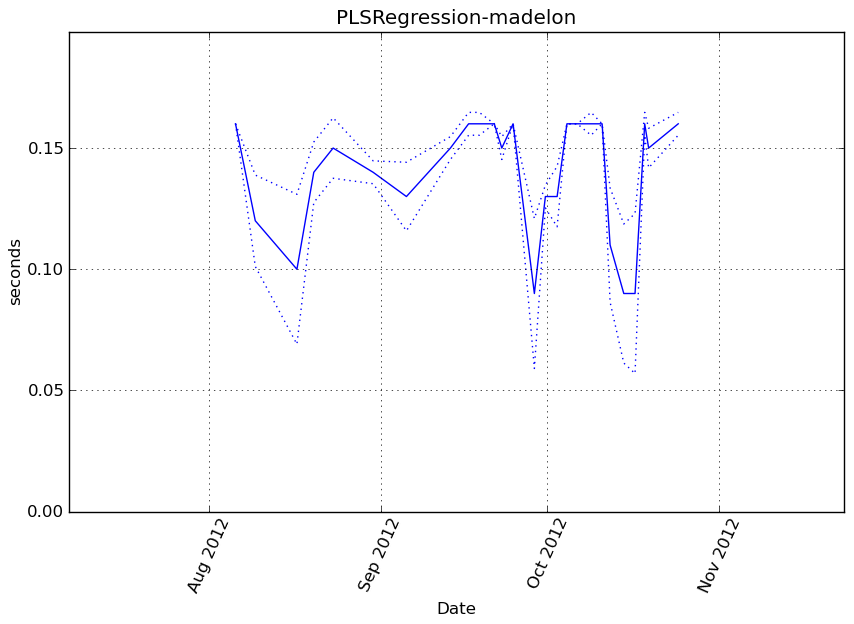 PLSRegression-madelon
seconds
0.15
0.10
0.05
0.00
Aug 2012
Sep 2012
Oct 2012
Nov 2012
Date